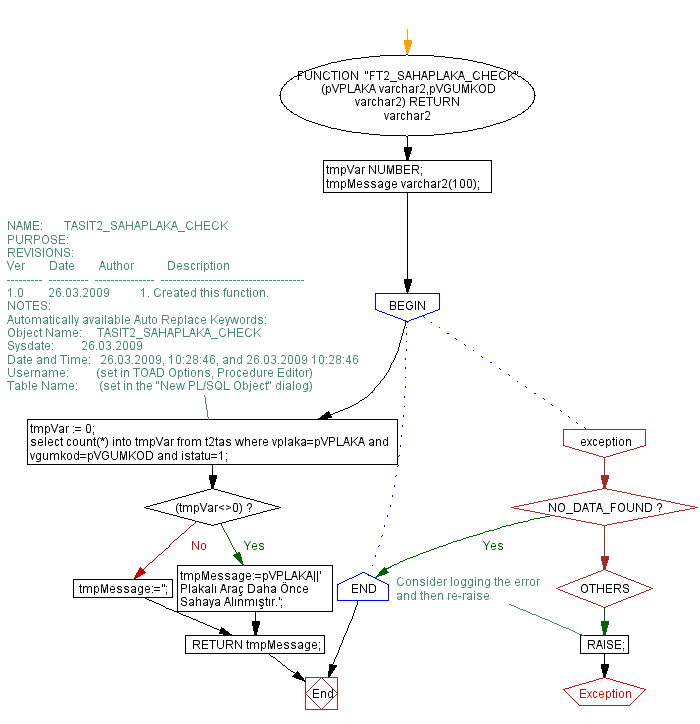 FUNCTION "FT2_SAHAPLAKA_CHECK"
(pVPLAKA varchar2,pVGUMKOD
varchar2) RETURN
varchar2
tmpVar NUMBER;
tmpMessage varchar2(100);
NAME: TASIT2_SAHAPLAKA_CHECK
PURPOSE:
REVISIONS:
Ver Date Author Description
--------- ---------- --------------- ------------------------------------
1.0 26.03.2009 1. Created this function.
NOTES:
Automatically available Auto Replace Keywords:
Object Name: TASIT2_SAHAPLAKA_CHECK
Sysdate: 26.03.2009
Date and Time: 26.03.2009, 10:28:46, and 26.03.2009 10:28:46
Username: (set in TOAD Options, Procedure Editor)
Table Name: (set in the "New PL/SQL Object" dialog)
BEGIN
tmpVar := 0;
select count(*) into tmpVar from t2tas where vplaka=pVPLAKA and
vgumkod=pVGUMKOD and istatu=1;
exception
(tmpVar<>0) ?
NO_DATA_FOUND ?
No
Yes
Yes
tmpMessage:='';
tmpMessage:=pVPLAKA||'
Plakalı Araç Daha Önce
Sahaya Alınmıştır.';
END
Consider logging the error
and then re-raise
OTHERS
RETURN tmpMessage;
RAISE;
End
Exception